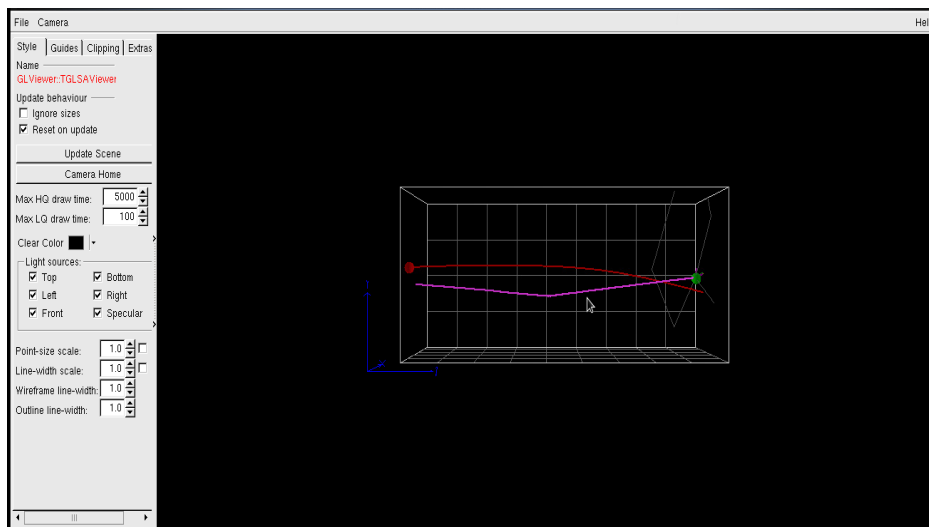 File Camera Hel
Style Guides Clipping Extras
Name
GLViewer::TGLSAViewer
Update behaviour
Ignore sizes
Reset on update
Update Scene
Camera Home
Max HQ draw time: 5000
Max LQ draw time: 100
Clear Color
Light sources:
Top Bottom
Left Right
Front Specular
Point-size scale: 1.0
Line-width scale: 1.0
Wireframe line-width: 1.0
Outline line-width: 1.0